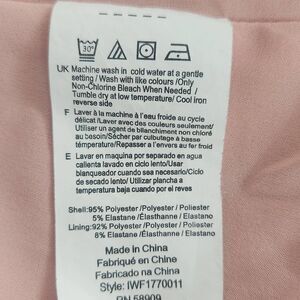 30°
UK Machine wash in cold water at a gentle
setting / Wash with like colours /Only
Non-Chlorine Bleach When Needed /
Tumble dry at low temperature/ Cool iron
reverse side
F Laver à la machine à l'eau froide au cycle
délicat /Laver avec des couleurs seulement/
Utiliser un agent de blanchiment non chloré
au besoin/Sécher par culbutage à basse
température/Repasser a l'envers au fer froid
E Lavar en maquina por separado en agua
calienta lavado en ciclo lento/Usar
blanqueador cuando sea necesario/Ciclo
de secado lento/ Utilizar plancha a
temperatura baja cuando por el reves
Shell:95% Polyester /Polyester/ Poliester
5% Elastane /Élasthanne / Elastano
Lining:92% Polyester /Polyester/ Poliester
8% Elastane /Élasthanne / Elastano
Made in China
Fabriqué en Chine
Fabricado na China
Style: IWF1770011
RN 58909